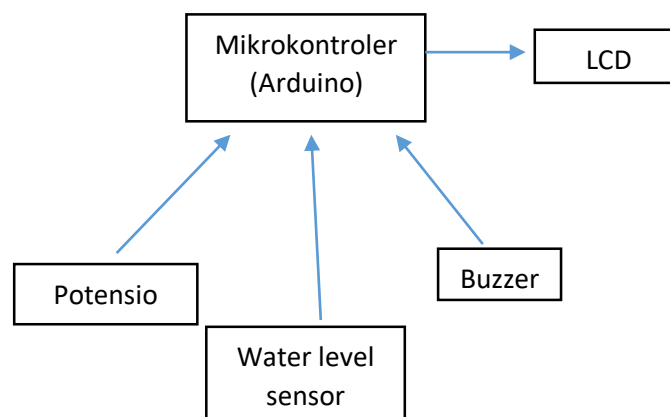 Mikrokontroler
(Arduino)
LCD
Potensio
Buzzer
Water level
sensor